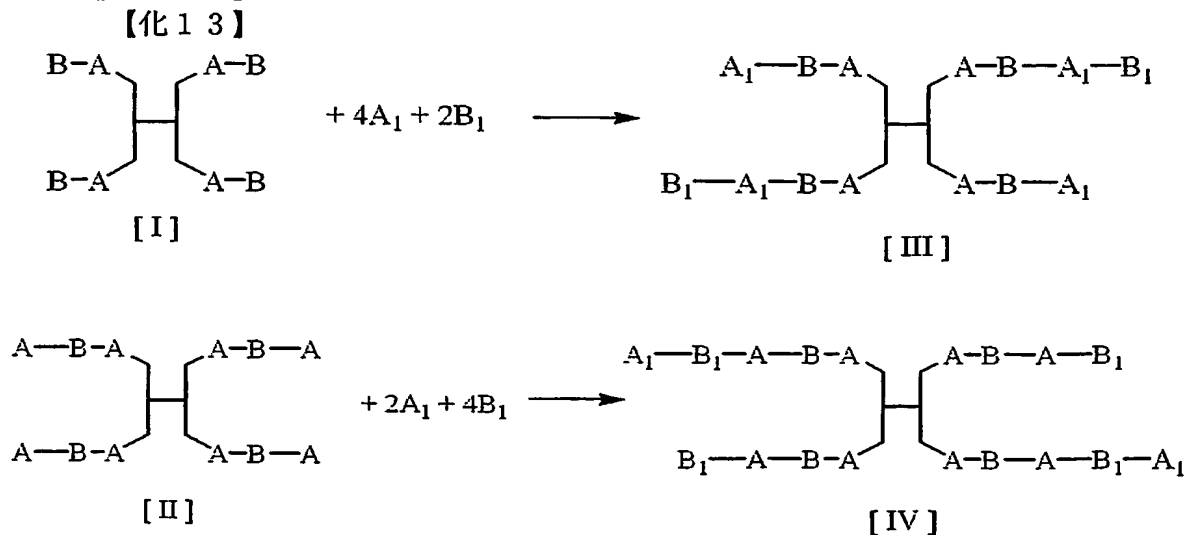 【化１３】
B-A A-B A₁-B-A A-B-A₁-B₁
+ 4A₁ + 2B₁
B-A A-B B₁-A₁-B-A A-B-A₁
[ I ]
[ III ]
A-B-A A-B-A A₁-B₁-A-B-A A-B-A-B₁
+ 2A₁ + 4B₁
A-B-A A-B-A B₁-A-B-A A-B-A-B₁-A₁
[ II ]
[ IV ]